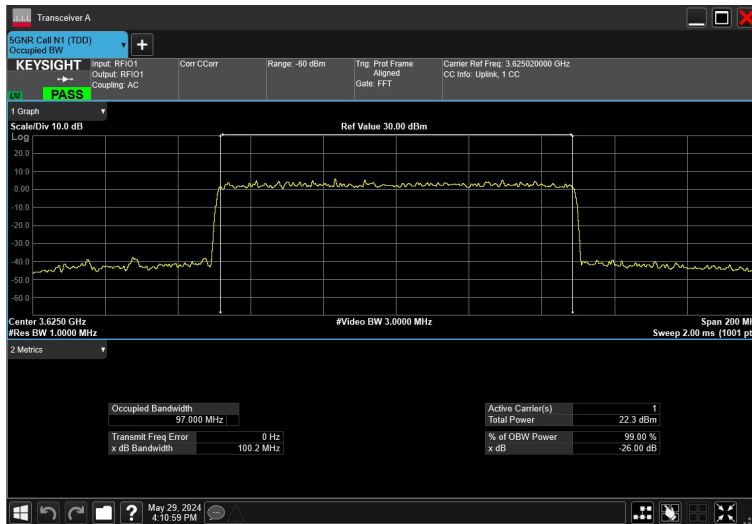 Transceiver A
5GNR Cell N1 (TDD)
Occupied BW
KEYSIGHT
LXI
PASS
Input: RFIO1
Output: RFIO1
Coupling: AC
Corr CCorr
Range: -60 dBm
Trig: Prot Frame
Aligned
Gate: FFT
Carrier Ref Freq: 3.625020000 GHz
CC Info: Uplink, 1 CC
1 Graph
Scale/Div 10.0 dB
Ref Value 30.00 dBm
Log
20.0
10.0
0.00
-10.0
-20.0
-30.0
-40.0
-50.0
-60.0
Center 3.6250 GHz
#Video BW 3.0000 MHz
Span 200 M
#Res BW 1.0000 MHz
Sweep 2.00 ms (1001 pt
2 Metrics
Occupied Bandwidth
97.000 MHz
Transmit Freq Error 0 Hz
x dB Bandwidth 100.2 MHz
Active Carrier(s) 1
Total Power 22.3 dBm
% of OBW Power 99.00 %
x dB -26.00 dB
?
May 29, 2024
4:10:59 PM